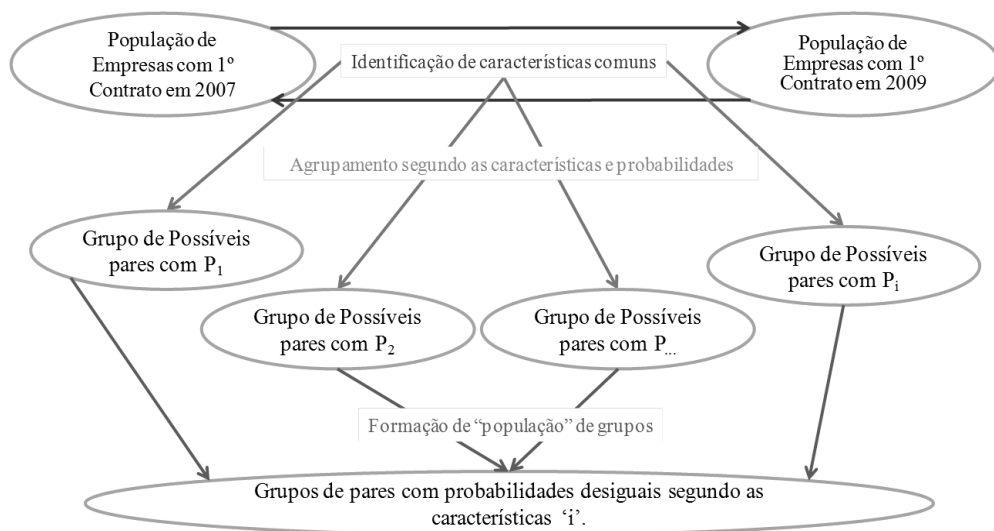 População de
Empresas com 1º
Contrato em 2007
População de
Empresas com 1º
Contrato em 2009
Identificação de características comuns
Agrupamento segundo as características e probabilidades
Grupo de Possíveis
pares com P₁
Grupo de Possíveis
pares com P₂
Grupo de Possíveis
pares com P...
Grupo de Possíveis
pares com Pᵢ
Formação de “população” de grupos
Grupos de pares com probabilidades desiguais segundo as
características ‘i’.